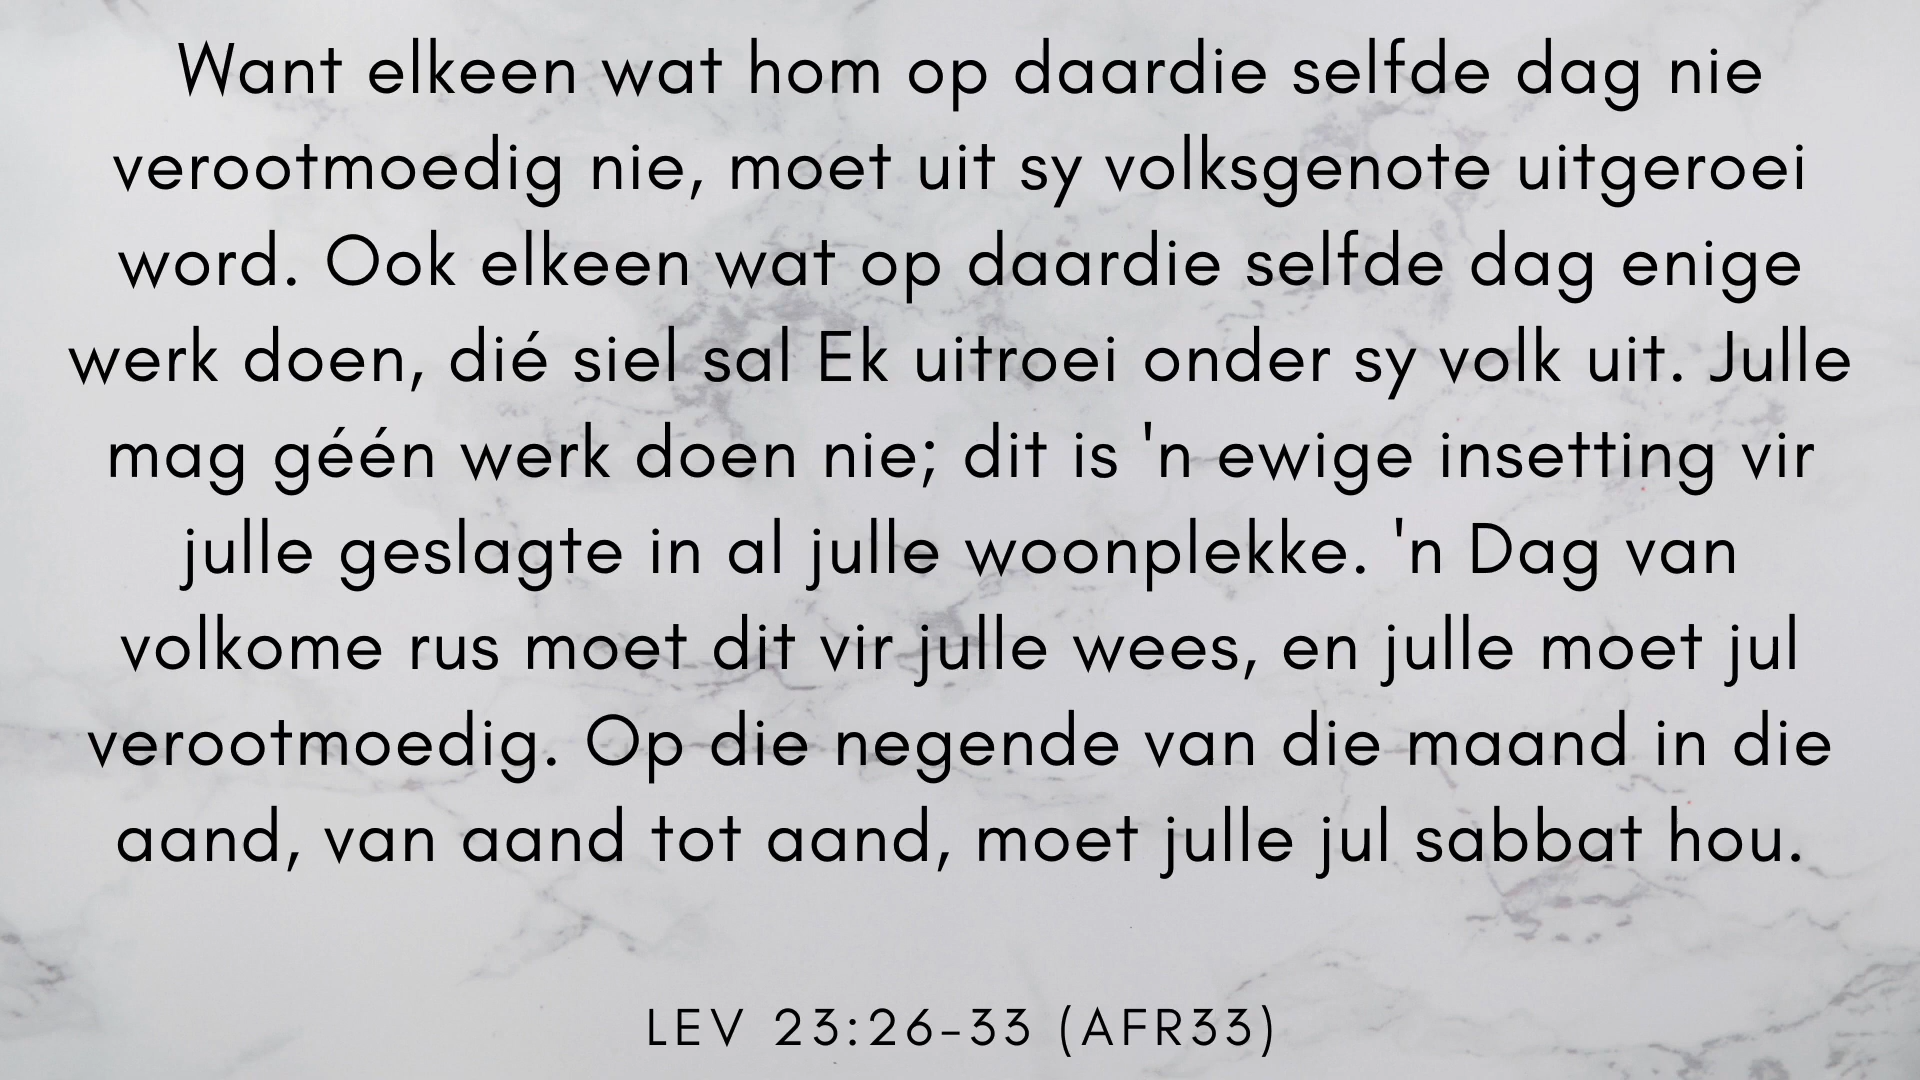 Want elkeen wat hom op daardie selfde dag nie
verootmoedig nie, moet uit sy volksgenote uitgeroei
word. Ook elkeen wat op daardie selfde dag enige
werk doen, dié siel sal Ek uitroei onder sy volk uit. Julle
mag géén werk doen nie; dit is 'n ewige insetting vir
julle geslagte in al julle woonplekke. 'n Dag van
volkome rus moet dit vir julle wees, en julle moet jul
verootmoedig. Op die negende van die maand in die
aand, van aand tot aand, moet julle jul sabbat hou.
LEV 23:26-33 (AFR33)